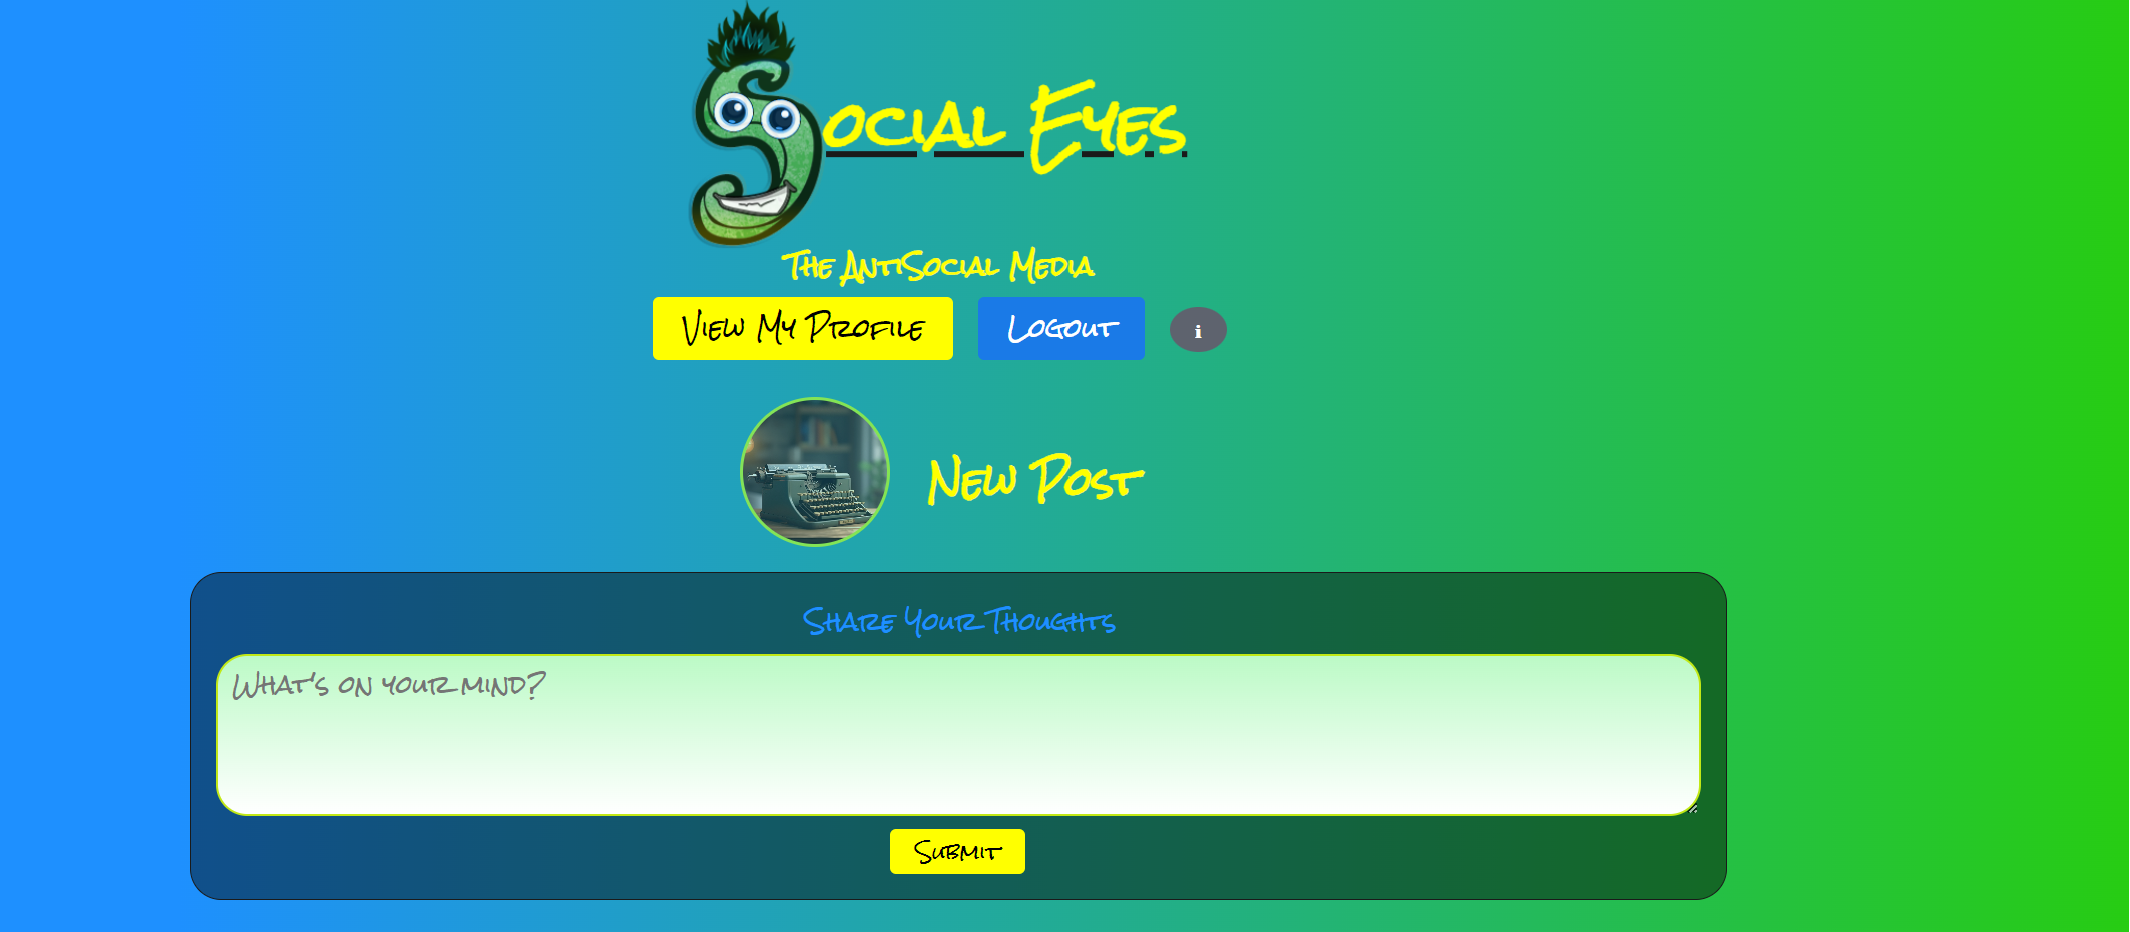 Social Eyes
The AntiSocial Media
View My Profile Logout i
New Post
Share Your Thoughts
What's on your mind?
Submit